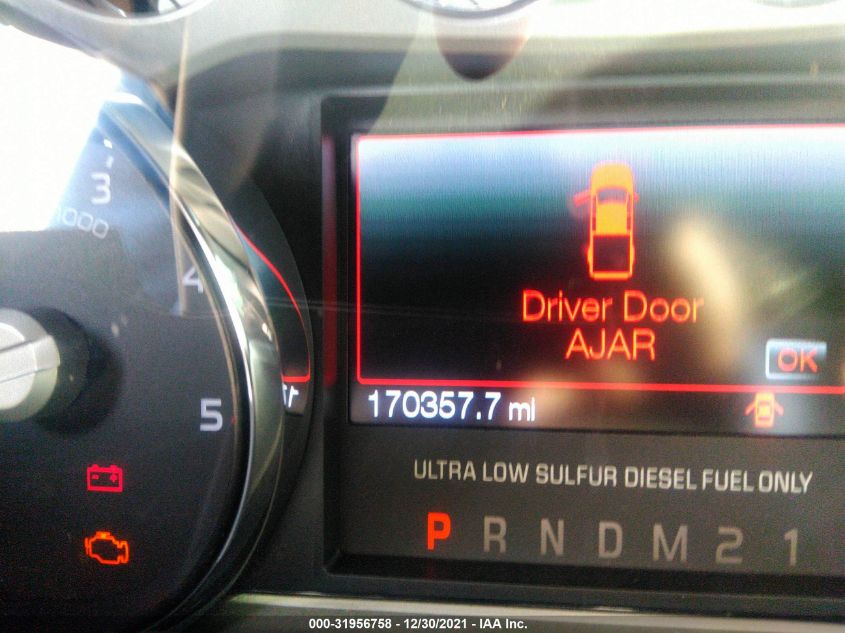 3
1000
4
5
Driver Door
AJAR
OK
170357.7 mi
ULTRA LOW SULFUR DIESEL FUEL ONLY
P R N D M 2 1
000-31956758 - 12/30/2021 - IAA Inc.